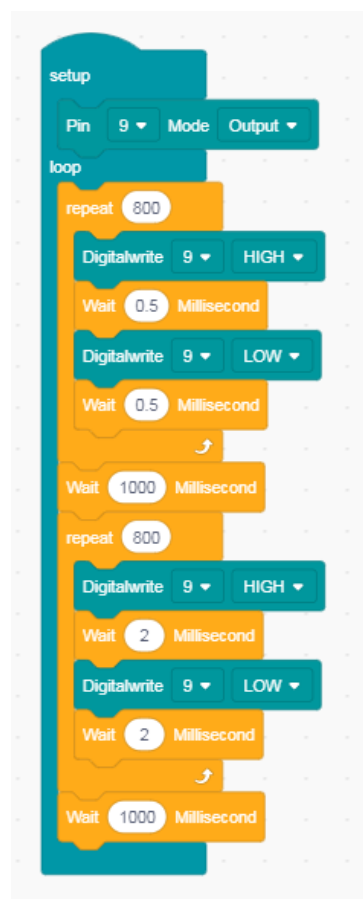 setup
Pin 9 Mode Output
loop
repeat 800
Digitalwrite 9 HIGH
Wait 0.5 Millisecond
Digitalwrite 9 LOW
Wait 0.5 Millisecond
Wait 1000 Millisecond
repeat 800
Digitalwrite 9 HIGH
Wait 2 Millisecond
Digitalwrite 9 LOW
Wait 2 Millisecond
Wait 1000 Millisecond